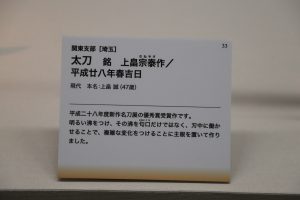 33
関東支部［埼玉］
太刀　銘　上畠宗泰作／
平成廿八年春吉日
現代　本名：上畠 誠（47歳）
平成二十八年度新作名刀展の優秀賞受賞作です。
明るい沸をつけ、その沸を匂口だけではなく、刃中に働か
せることで、複雑な変化をつけることに主眼を置いて作
りました。